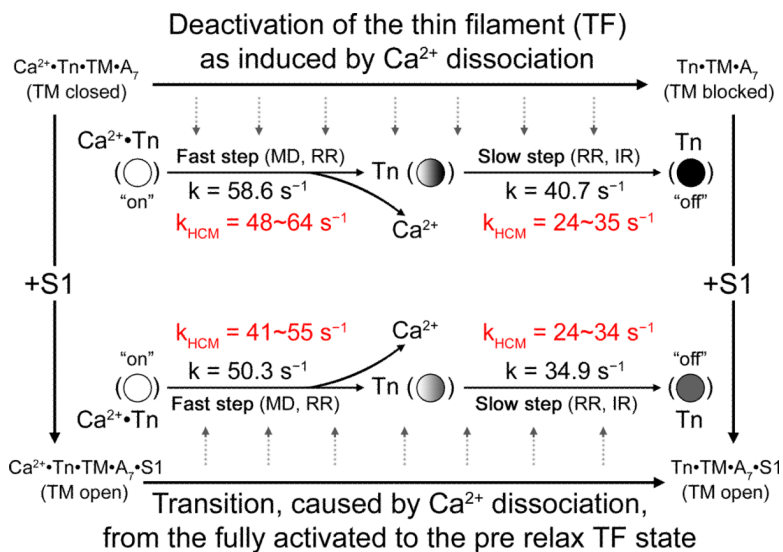 Deactivation of the thin filament (TF)
as induced by Ca²⁺ dissociation
Ca²⁺•Tn•TM•A₇
(TM closed)
Tn•TM•A₇
(TM blocked)
Ca²⁺•Tn
( )
"on"
Fast step (MD, RR)
k = 58.6 s⁻¹
k_HCM = 48~64 s⁻¹
Tn ( )
Ca²⁺
Slow step (RR, IR)
k = 40.7 s⁻¹
k_HCM = 24~35 s⁻¹
Tn
( )
"off"
+S1
+S1
k_HCM = 41~55 s⁻¹
k = 50.3 s⁻¹
Fast step (MD, RR)
"on"
( )
Ca²⁺•Tn
Ca²⁺
Tn ( )
k_HCM = 24~34 s⁻¹
k = 34.9 s⁻¹
Slow step (RR, IR)
"off"
( )
Tn
Ca²⁺•Tn•TM•A₇•S1
(TM open)
Tn•TM•A₇•S1
(TM open)
Transition, caused by Ca²⁺ dissociation,
from the fully activated to the pre relax TF state